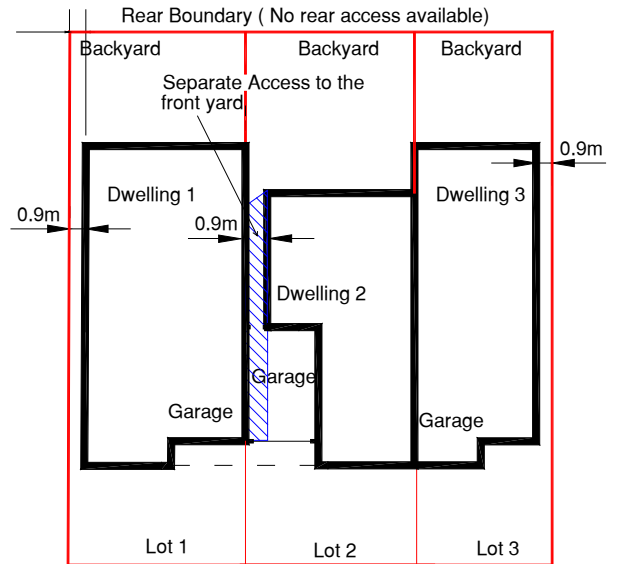 Rear Boundary ( No rear access available)
Backyard
Backyard
Backyard
Separate Access to the
front yard
0.9m
Dwelling 1
Dwelling 3
0.9m
0.9m
Dwelling 2
Garage
Garage
Garage
Lot 1
Lot 2
Lot 3